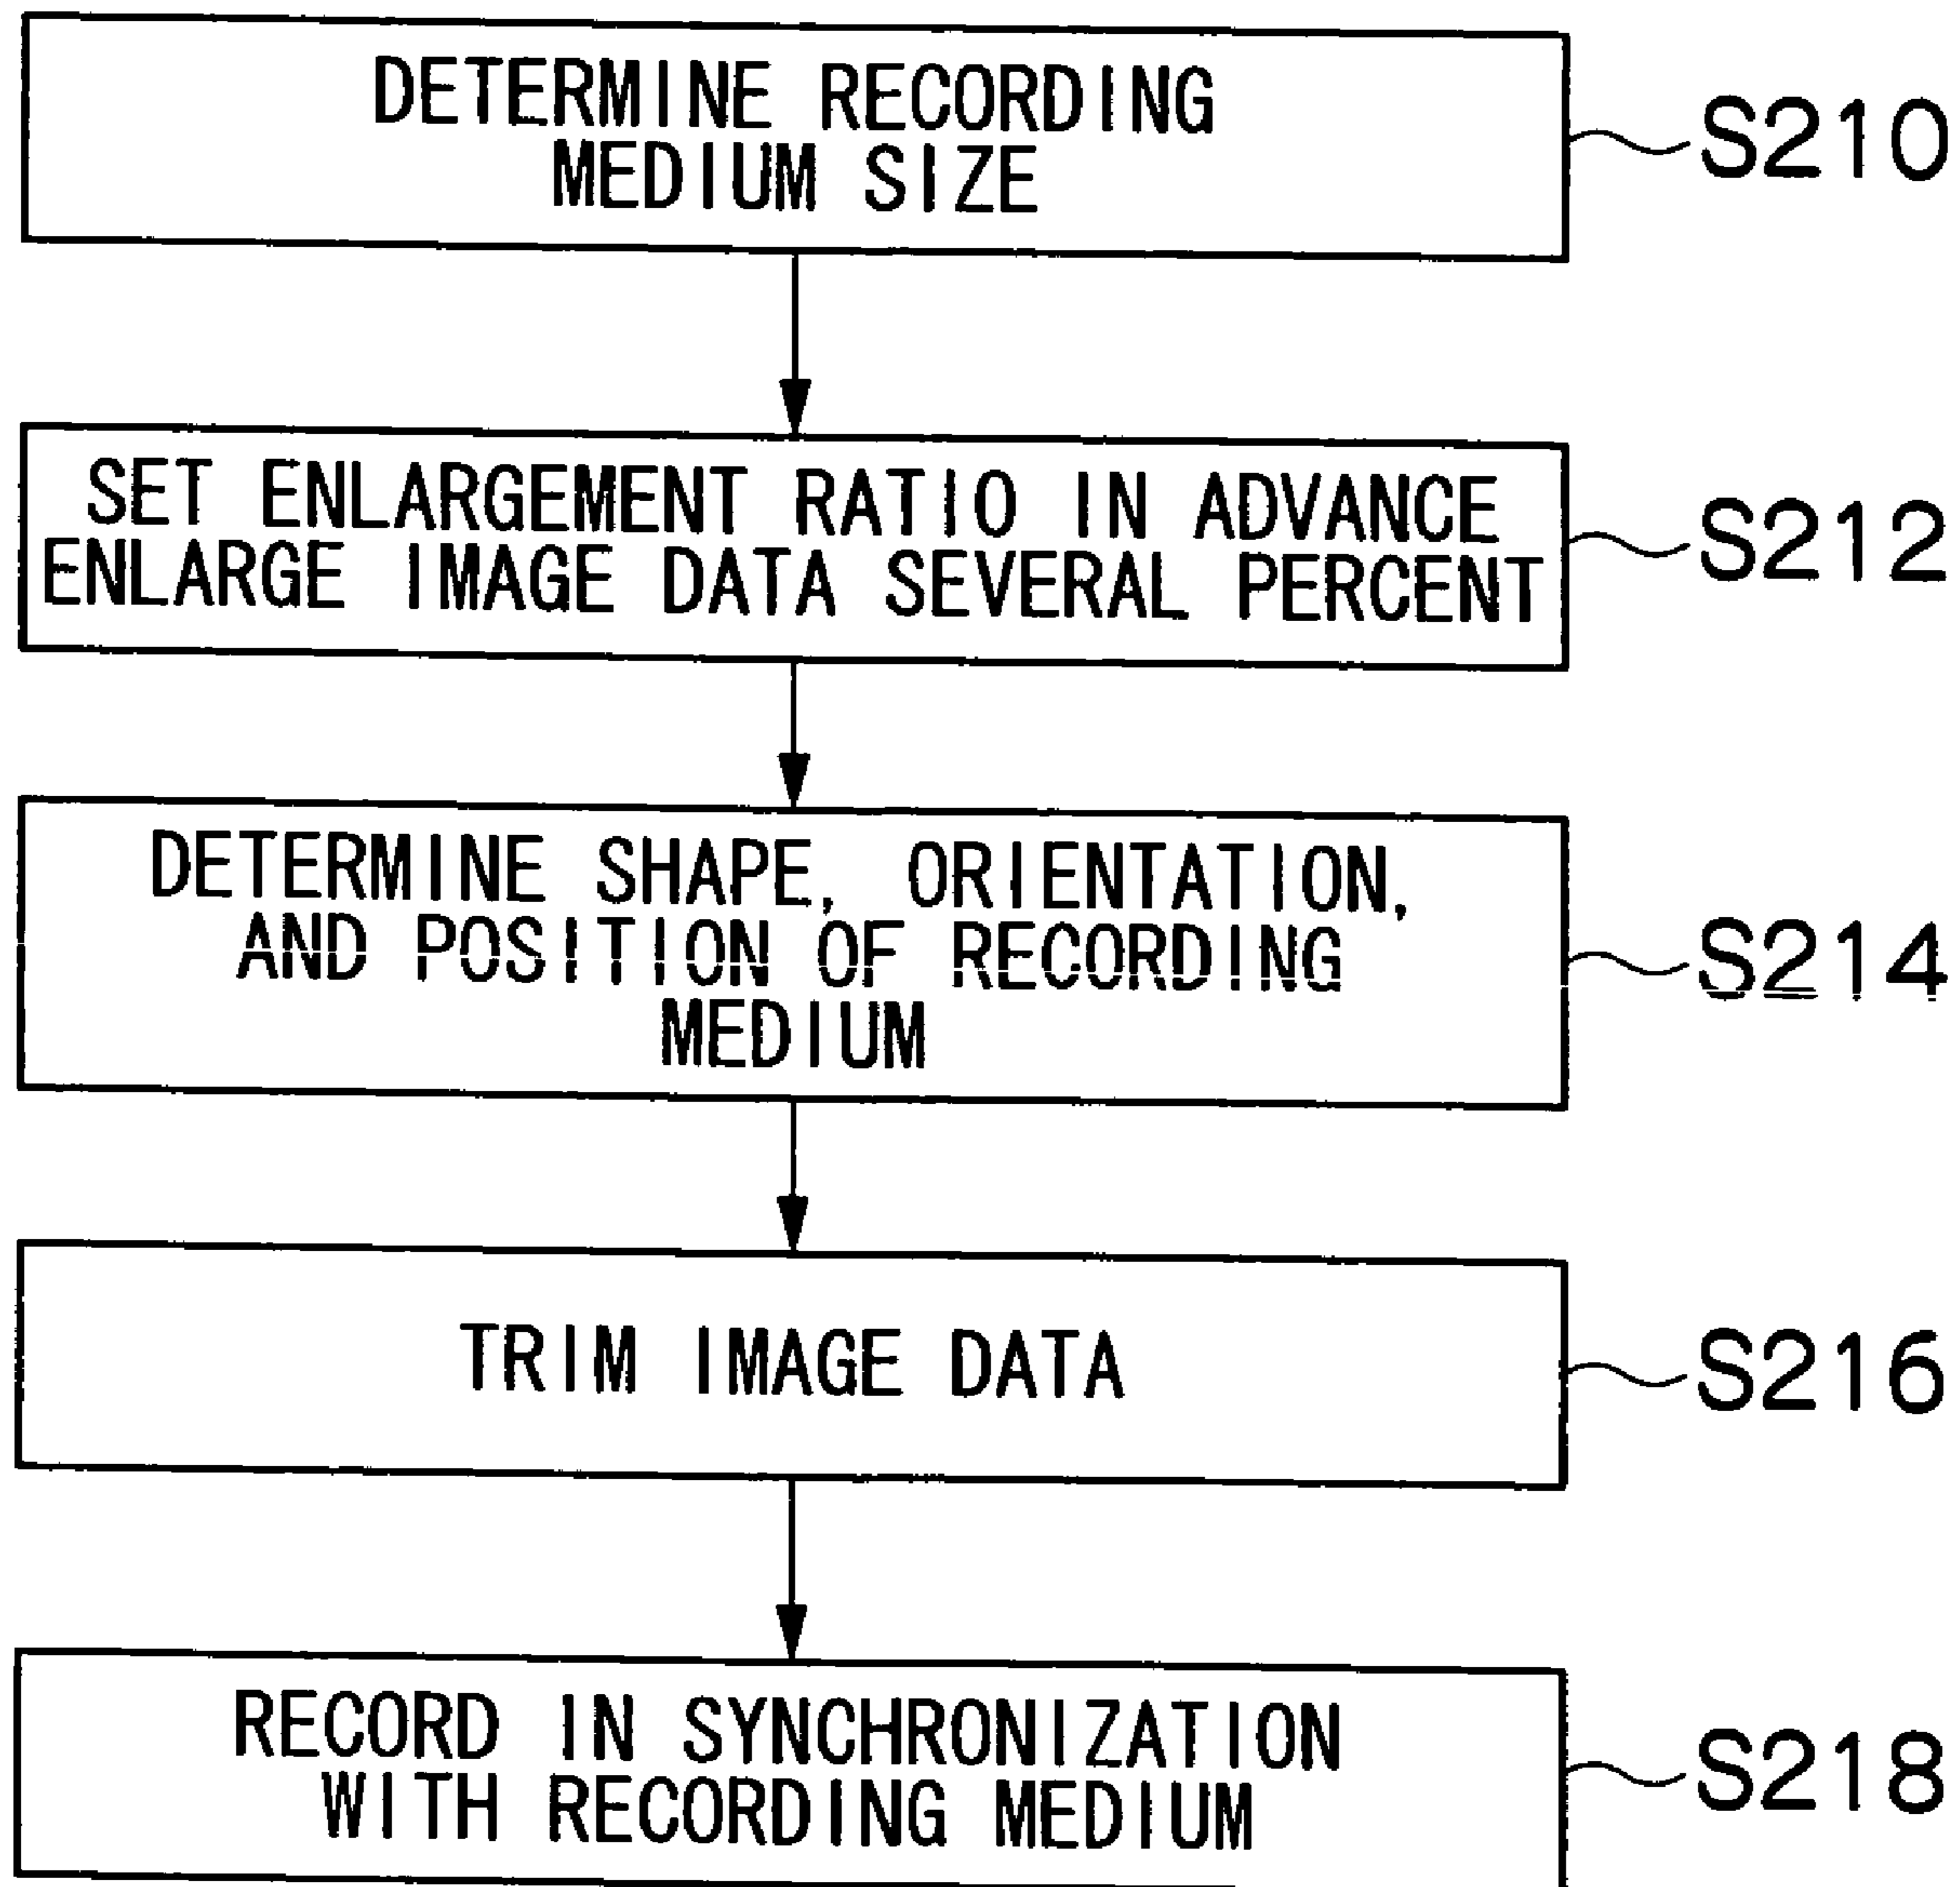 DETERMINE RECORDING
MEDIUM SIZE
S210
SET ENLARGEMENT RATIO IN ADVANCE
ENLARGE IMAGE DATA SEVERAL PERCENT
S212
DETERMINE SHAPE, ORIENTATION,
AND POSITION OF RECORDING
MEDIUM
S214
TRIM IMAGE DATA
S216
RECORD IN SYNCHRONIZATION
WITH RECORDING MEDIUM
S218